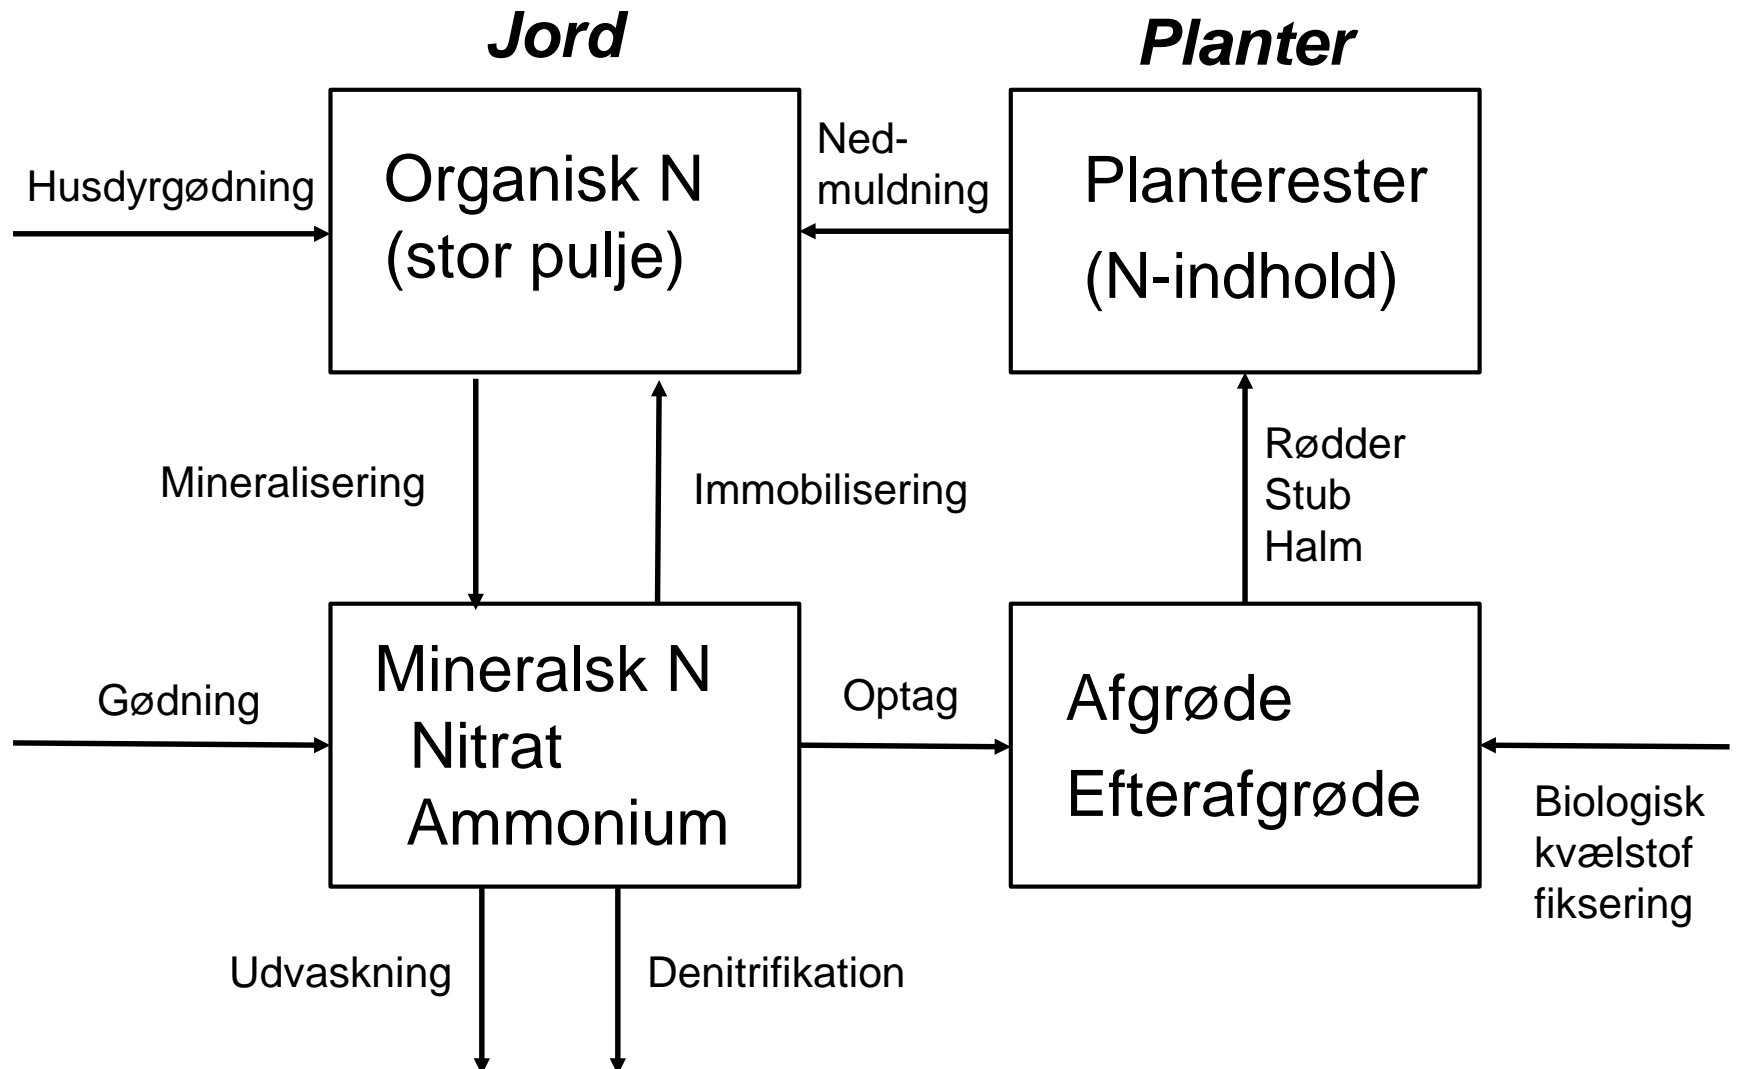 Jord
Planter
Husdyrgødning
Organisk N
(stor pulje)
Ned-
muldning
Planterester
(N-indhold)
Mineralisering
Immobilisering
Rødder
Stub
Halm
Gødning
Mineralsk N
Nitrat
Ammonium
Optag
Afgrøde
Efterafgrøde
Biologisk
kvælstof
fiksering
Udvaskning
Denitrifikation